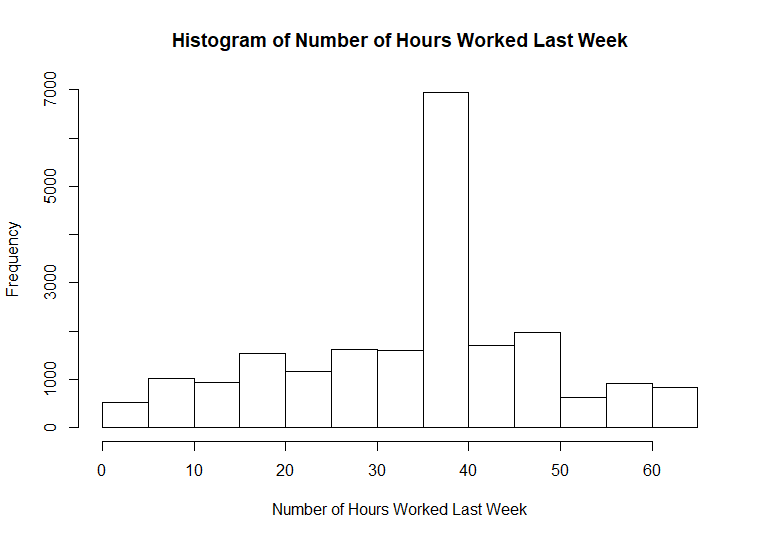 Histogram of Number of Hours Worked Last Week
Frequency
7000
5000
3000
1000
0
0 10 20 30 40 50 60
Number of Hours Worked Last Week